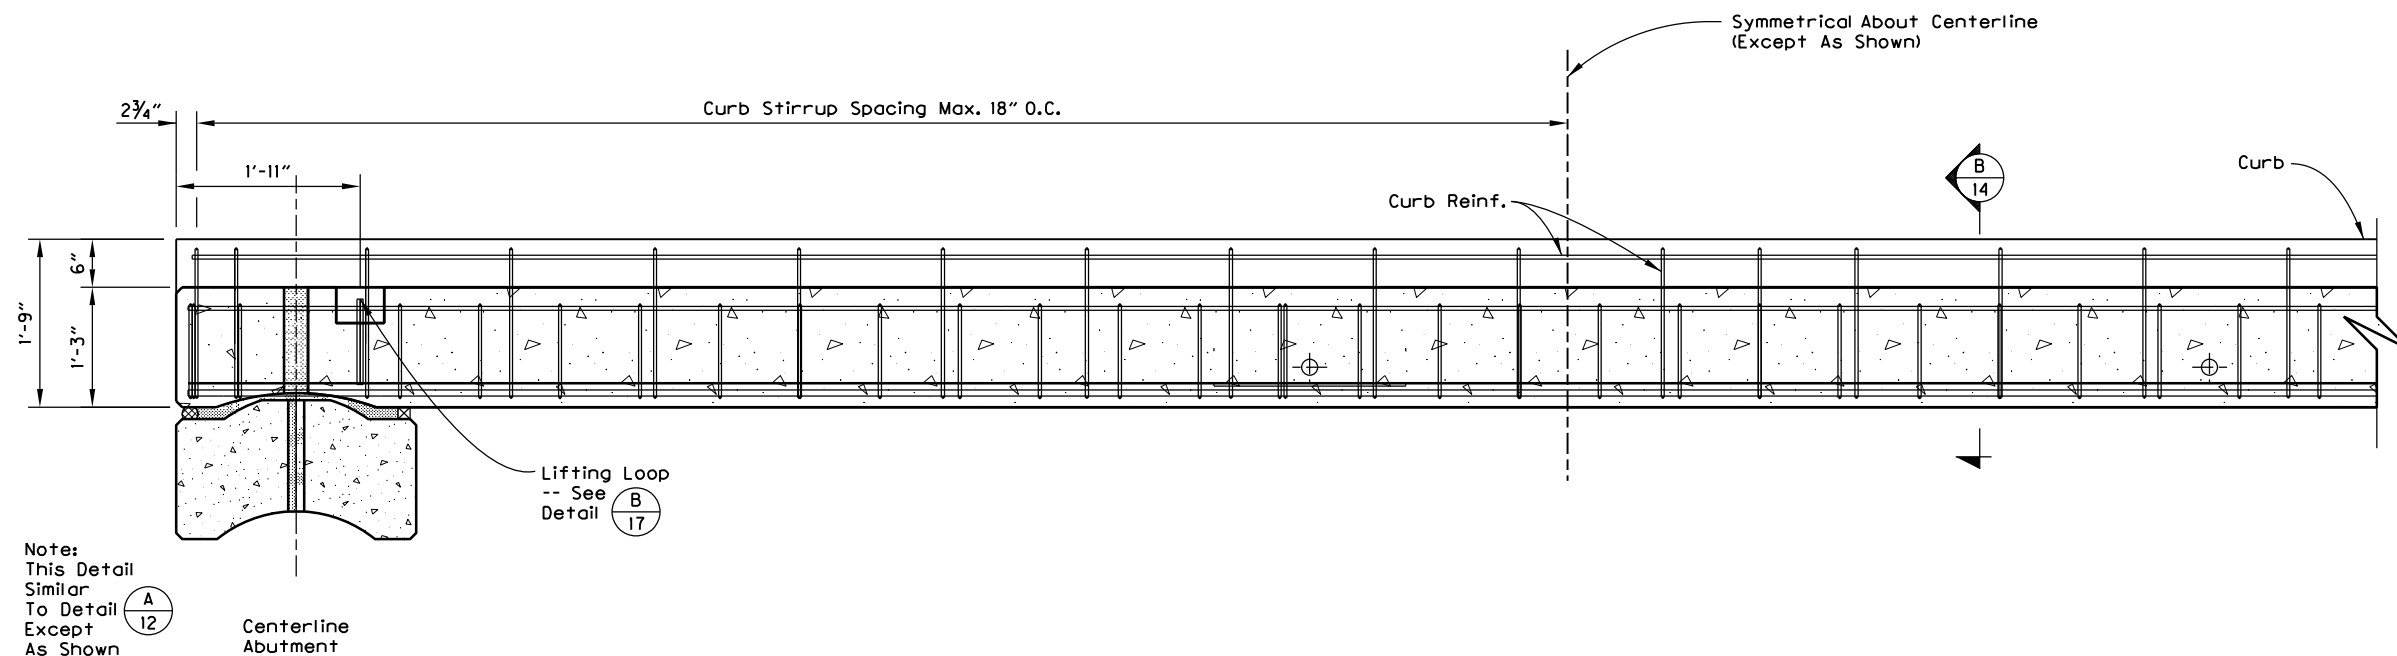 Symmetrical About Centerline
(Except As Shown)
2¾"
Curb Stirrup Spacing Max. 18" O.C.
1'-11"
B
14
Curb
Curb Reinf.
6"
1'-9"
1'-3"
Lifting Loop
-- See
Detail
B
17
Note:
This Detail
Similar
To Detail
A
12
Except
As Shown
Centerline
Abutment